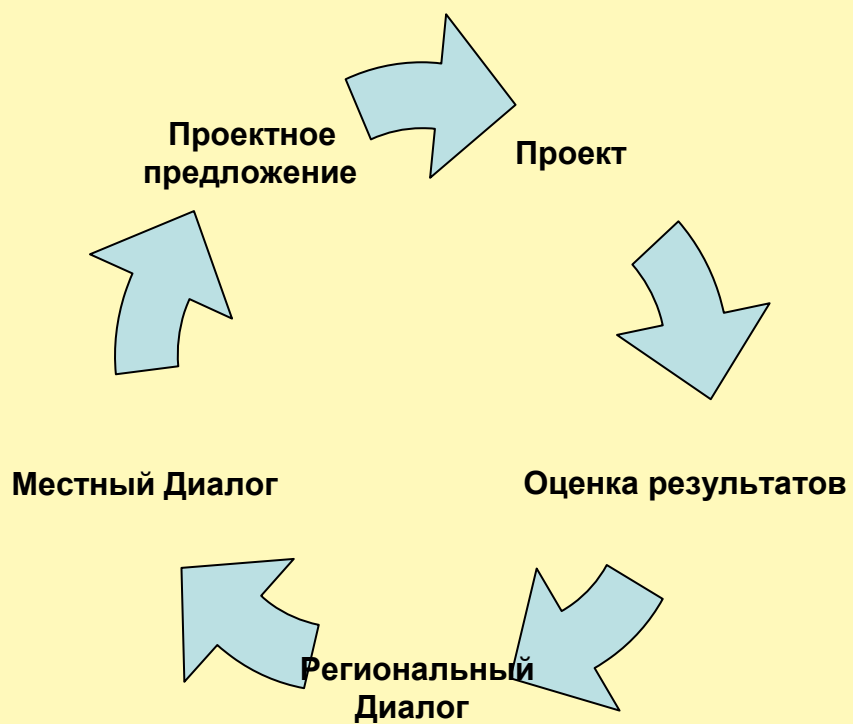 Проектное
предложение
Проект
Местный Диалог
Оценка результатов
Региональный
Диалог